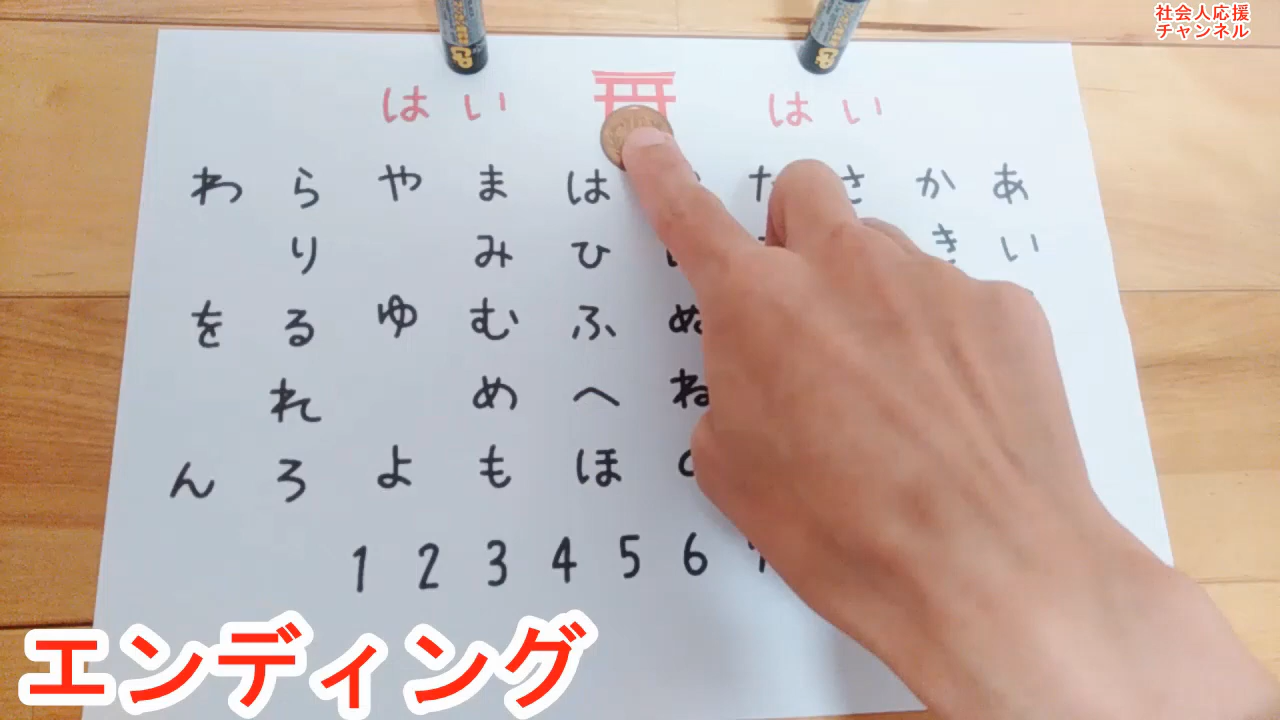 社会人応援
チャンネル
はい はい
わ らやまは さかあ
り みひ きい
をるゆむふぬ
れ めへね
んろよもほ
1 2 3 4 5 6
エンディング